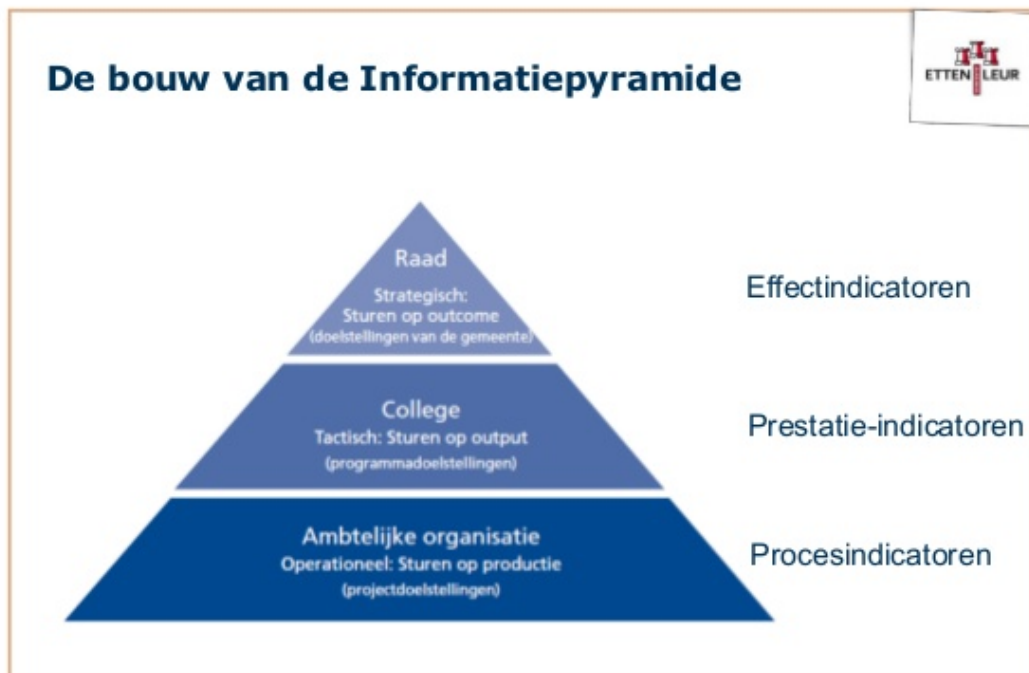 De bouw van de Informatiepyramide
ETTEN LEUR
Raad
Strategisch:
Sturen op outcome
(doelstellingen van de gemeente)
Effectindicatoren
College
Tactisch: Sturen op output
(programmadoelstellingen)
Prestatie-indicatoren
Ambtelijke organisatie
Operationeel: Sturen op productie
(projectdoelstellingen)
Procesindicatoren